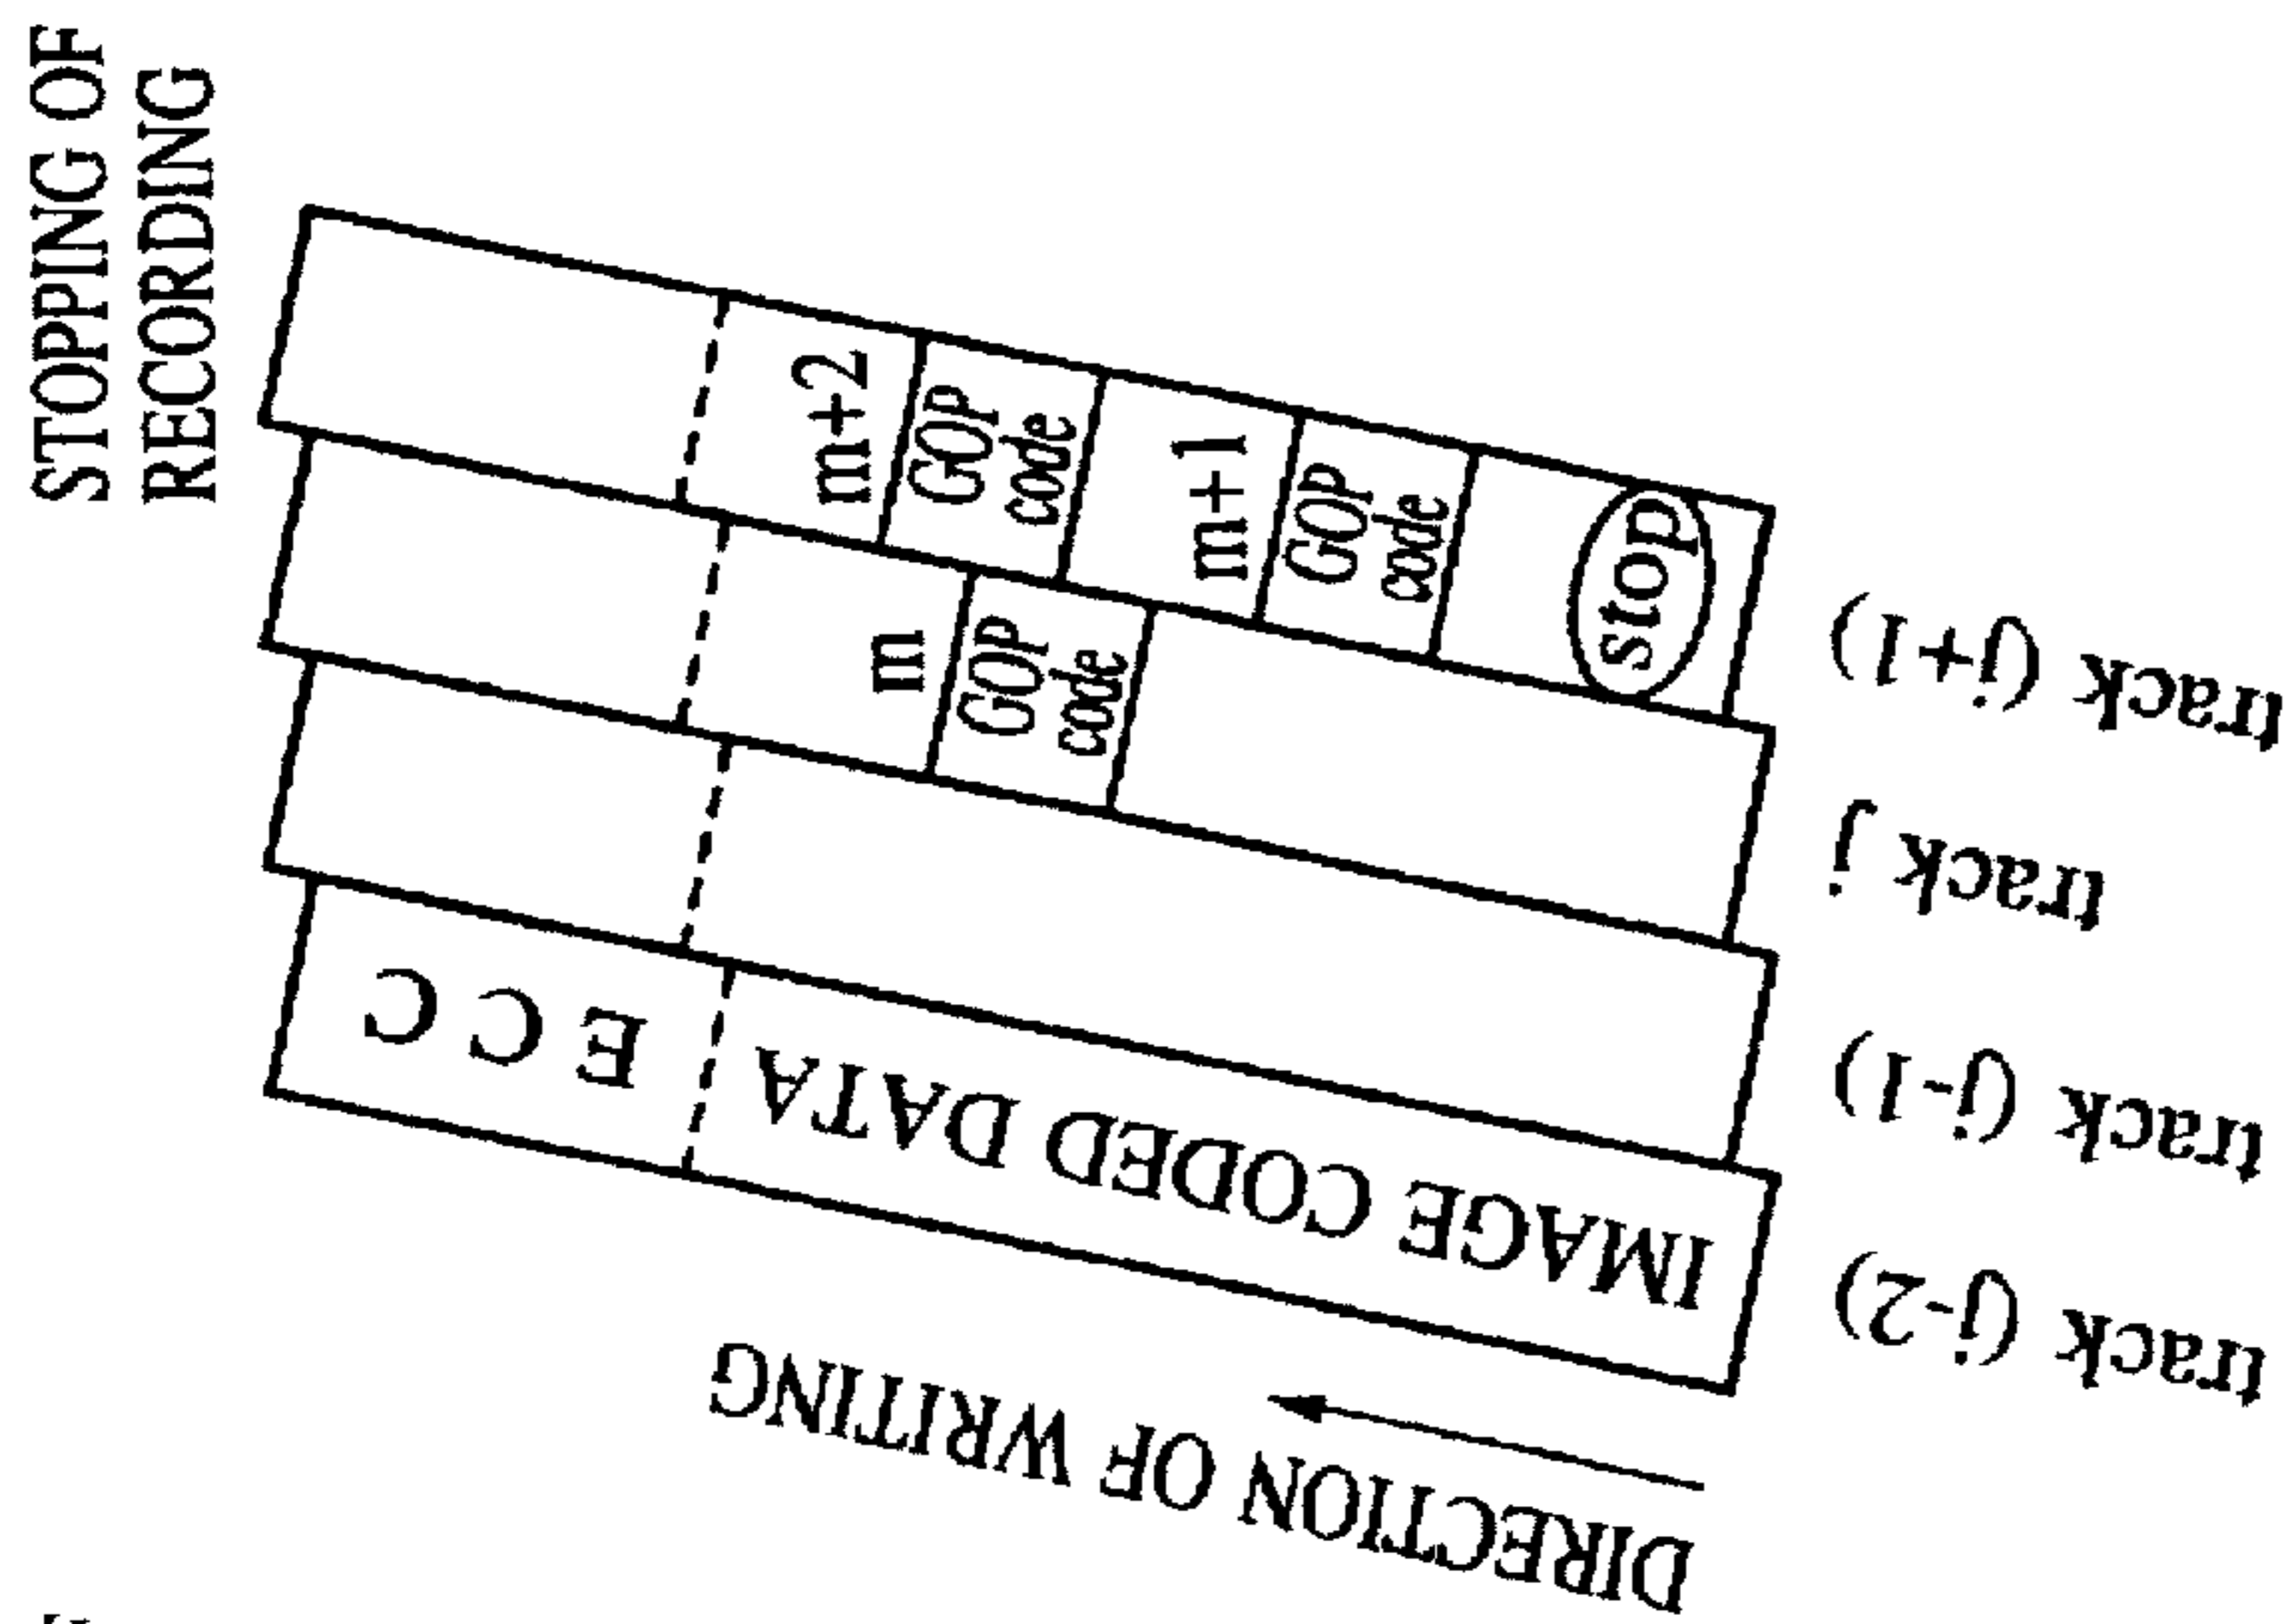 STOPPING OF
RECORDING
m+2
GOP
code
m+1
GOP
code
stop
track (j+1)
m
GOP
code
track j
track (j-1)
E C C
IMAGE CODED DATA
track (j-2)
DIRECTION OF WRITING